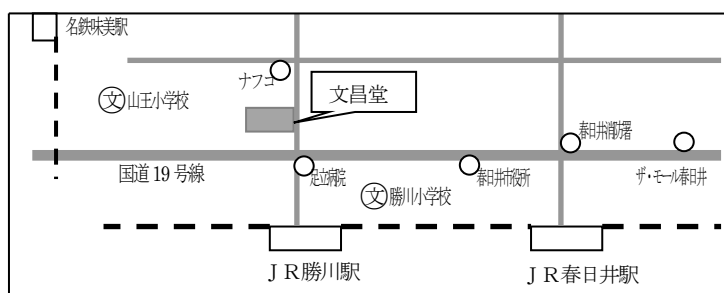 名鉄味美駅
ナフコ
文
山王小学校
文昌堂
春日井消防署
国道19号線
足立病院
文
勝川小学校
春日井市役所
ザ・モール春日井
ＪＲ勝川駅
ＪＲ春日井駅